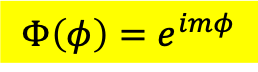 Φ(ϕ) = e^{imϕ}